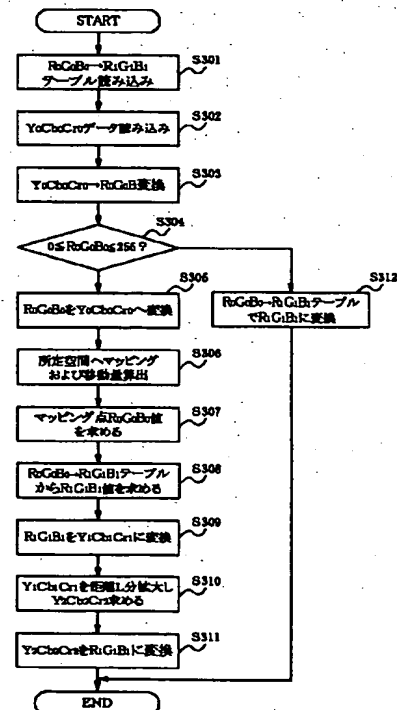 START
R₀G₀B₀→R₁G₁B₁
テーブル読み込み
S301
Y₀Cb₀Cr₀データ読み込み
S302
Y₀Cb₀Cr₀→R₀G₀B変換
S303
0≦R₀G₀B₀≦255?
S304
R₀G₀B₀をY₀Cb₀Cr₀へ変換
S305
R₀G₀B₀→R₁G₁B₁テーブル
でR₁G₁B₁に変換
S312
所定空間へマッピング
および移動量算出
S306
マッピング点R₀G₀B₀値
を求める
S307
R₀G₀B₀→R₁G₁B₁テーブル
からR₁G₁B₁値を求める
S308
R₁G₁B₁をY₁Cb₁Cr₁に変換
S309
Y₁Cb₁Cr₁を距離L分拡大し
Y₂Cb₂Cr₂求める
S310
Y₂Cb₂Cr₂をR₁G₁B₁に変換
S311
END